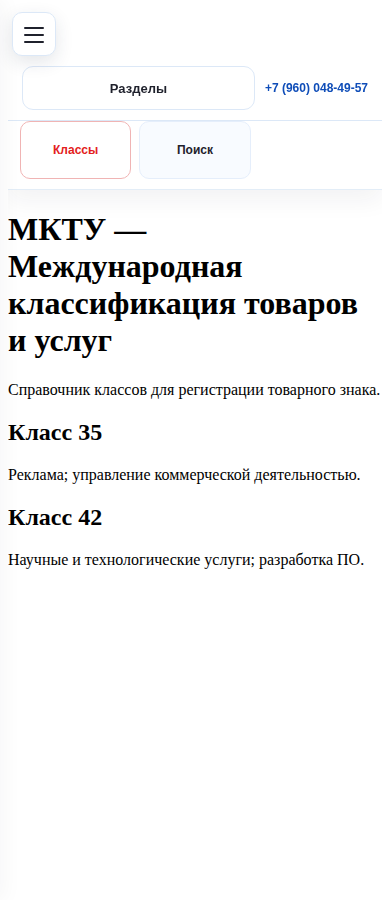 Разделы
+7 (960) 048-49-57
Классы
Поиск
МКТУ —
Международная
классификация товаров
и услуг
Справочник классов для регистрации товарного знака.
Класс 35
Реклама; управление коммерческой деятельностью.
Класс 42
Научные и технологические услуги; разработка ПО.